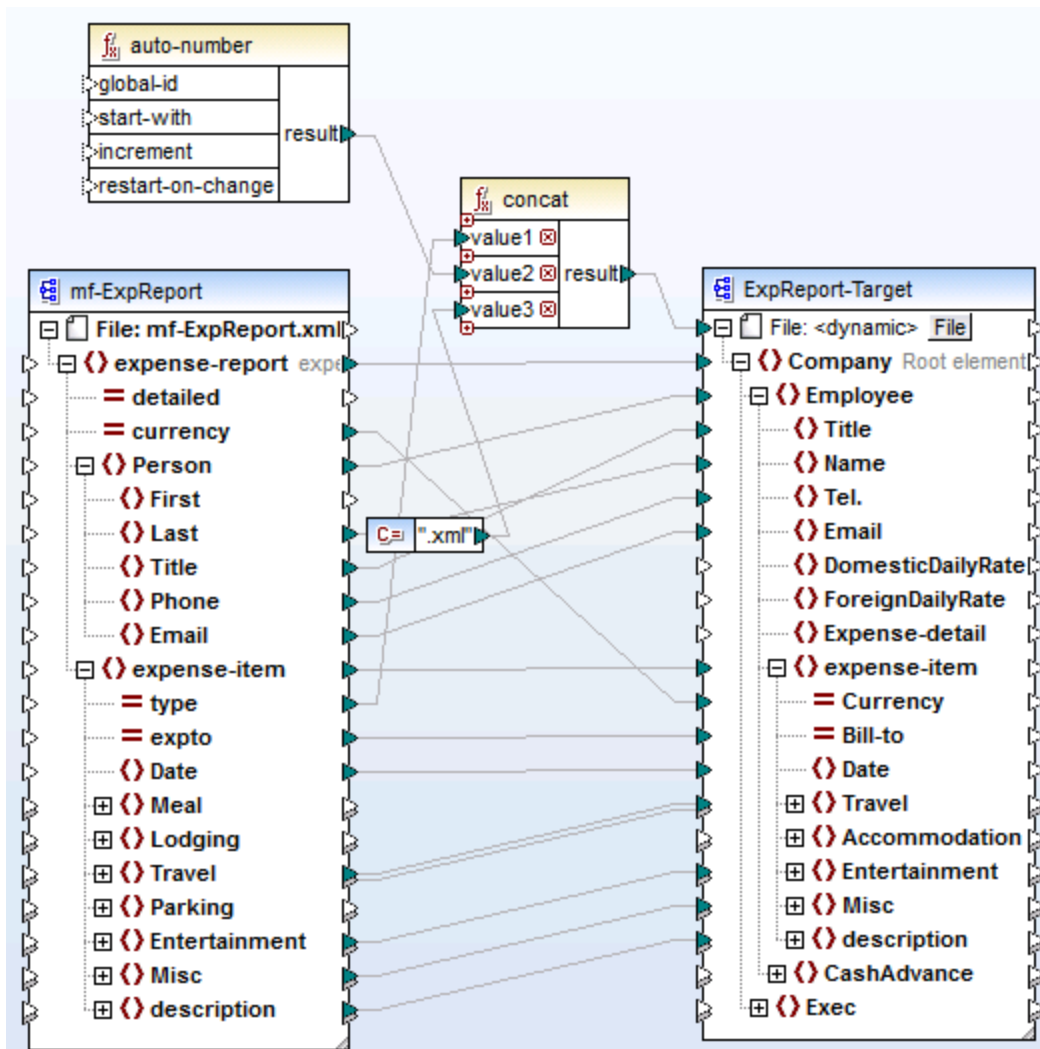 auto-number
global-id
start-with
increment
restart-on-change
result
concat
value1
value2
value3
result
mf-ExpReport
File: mf-ExpReport.xml
expense-report expe
detailed
currency
Person
First
Last
Title
Phone
Email
expense-item
type
expto
Date
Meal
Lodging
Travel
Parking
Entertainment
Misc
description
C= ".xml"
ExpReport-Target
File: <dynamic> File
Company Root element
Employee
Title
Name
Tel.
Email
DomesticDailyRate
ForeignDailyRate
Expense-detail
expense-item
Currency
Bill-to
Date
Travel
Accommodation
Entertainment
Misc
description
CashAdvance
Exec